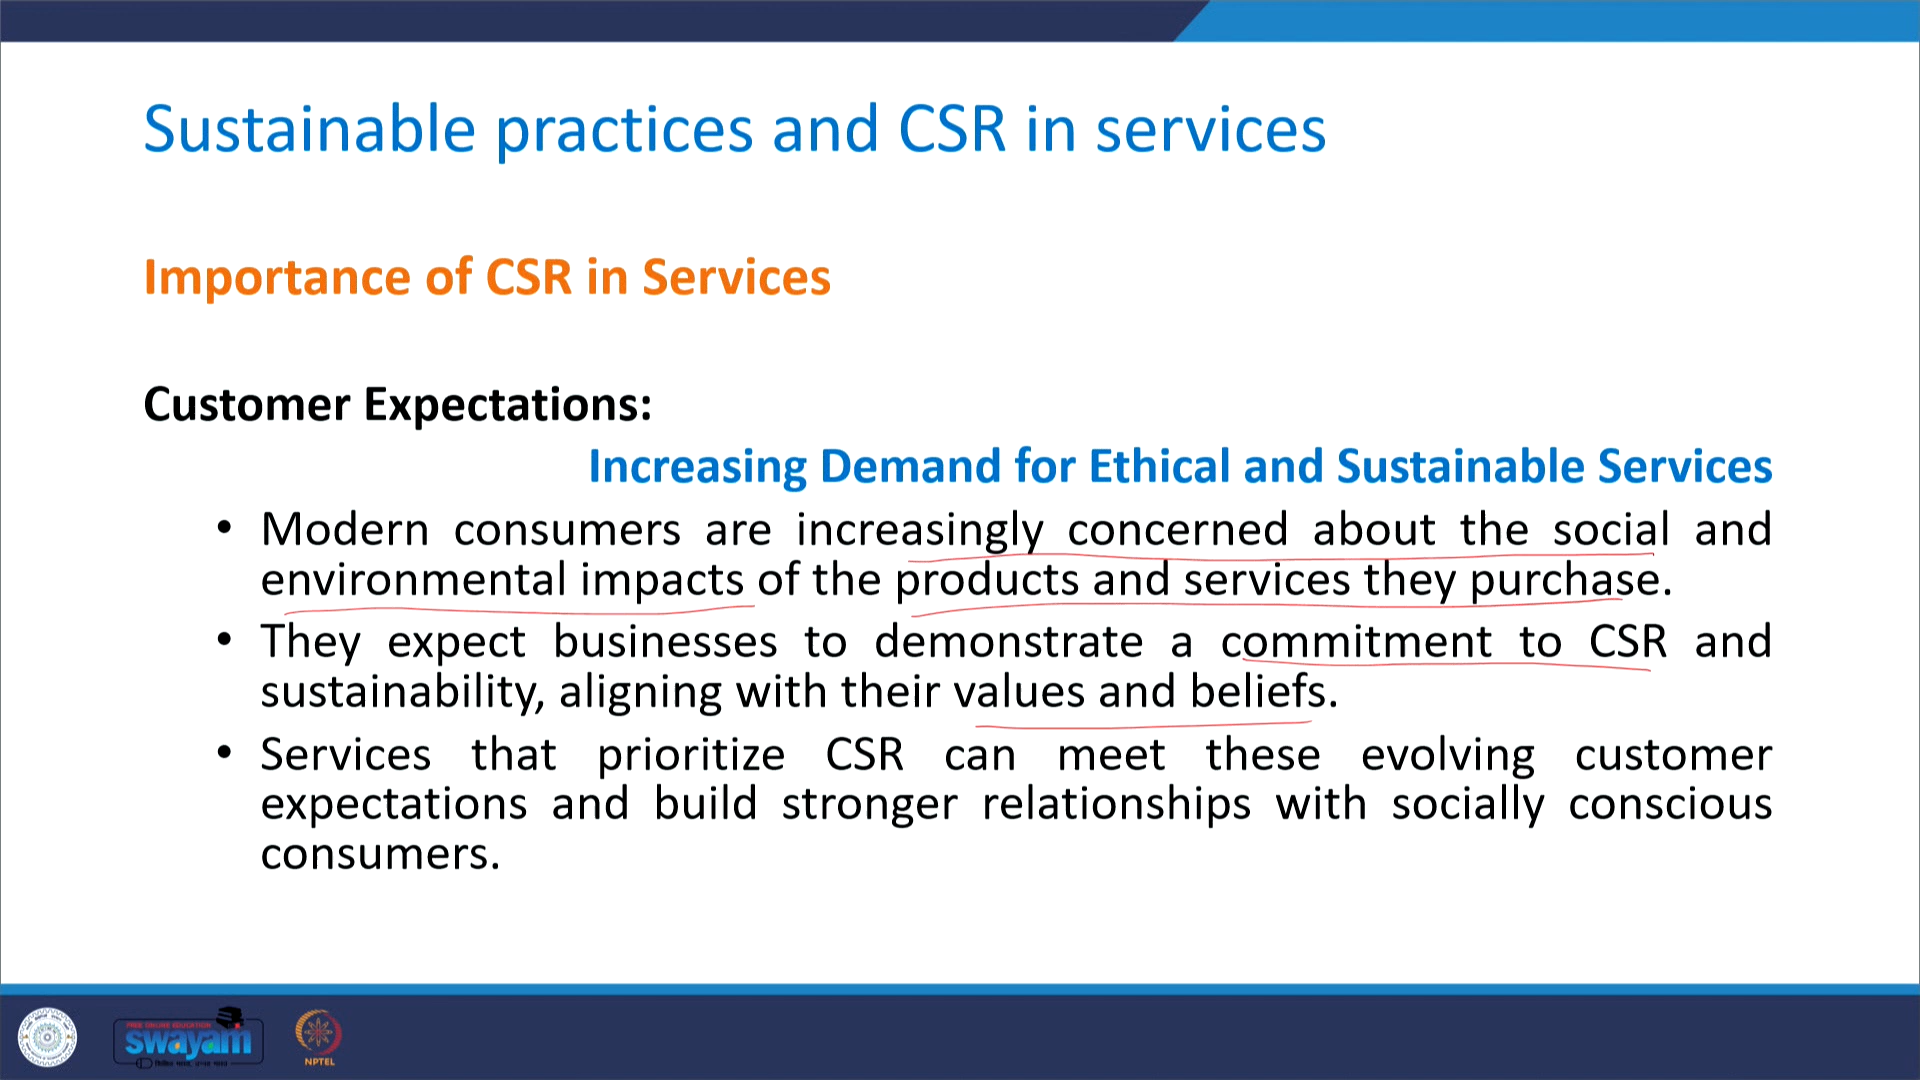 Sustainable practices and CSR in services
Importance of CSR in Services
Customer Expectations:
Increasing Demand for Ethical and Sustainable Services
• Modern consumers are increasingly concerned about the social and
environmental impacts of the products and services they purchase.
• They expect businesses to demonstrate a commitment to CSR and
sustainability, aligning with their values and beliefs.
• Services that prioritize CSR can meet these evolving customer
expectations and build stronger relationships with socially conscious
consumers.
FREE ONLINE EDUCATION
swayam
NPTEL